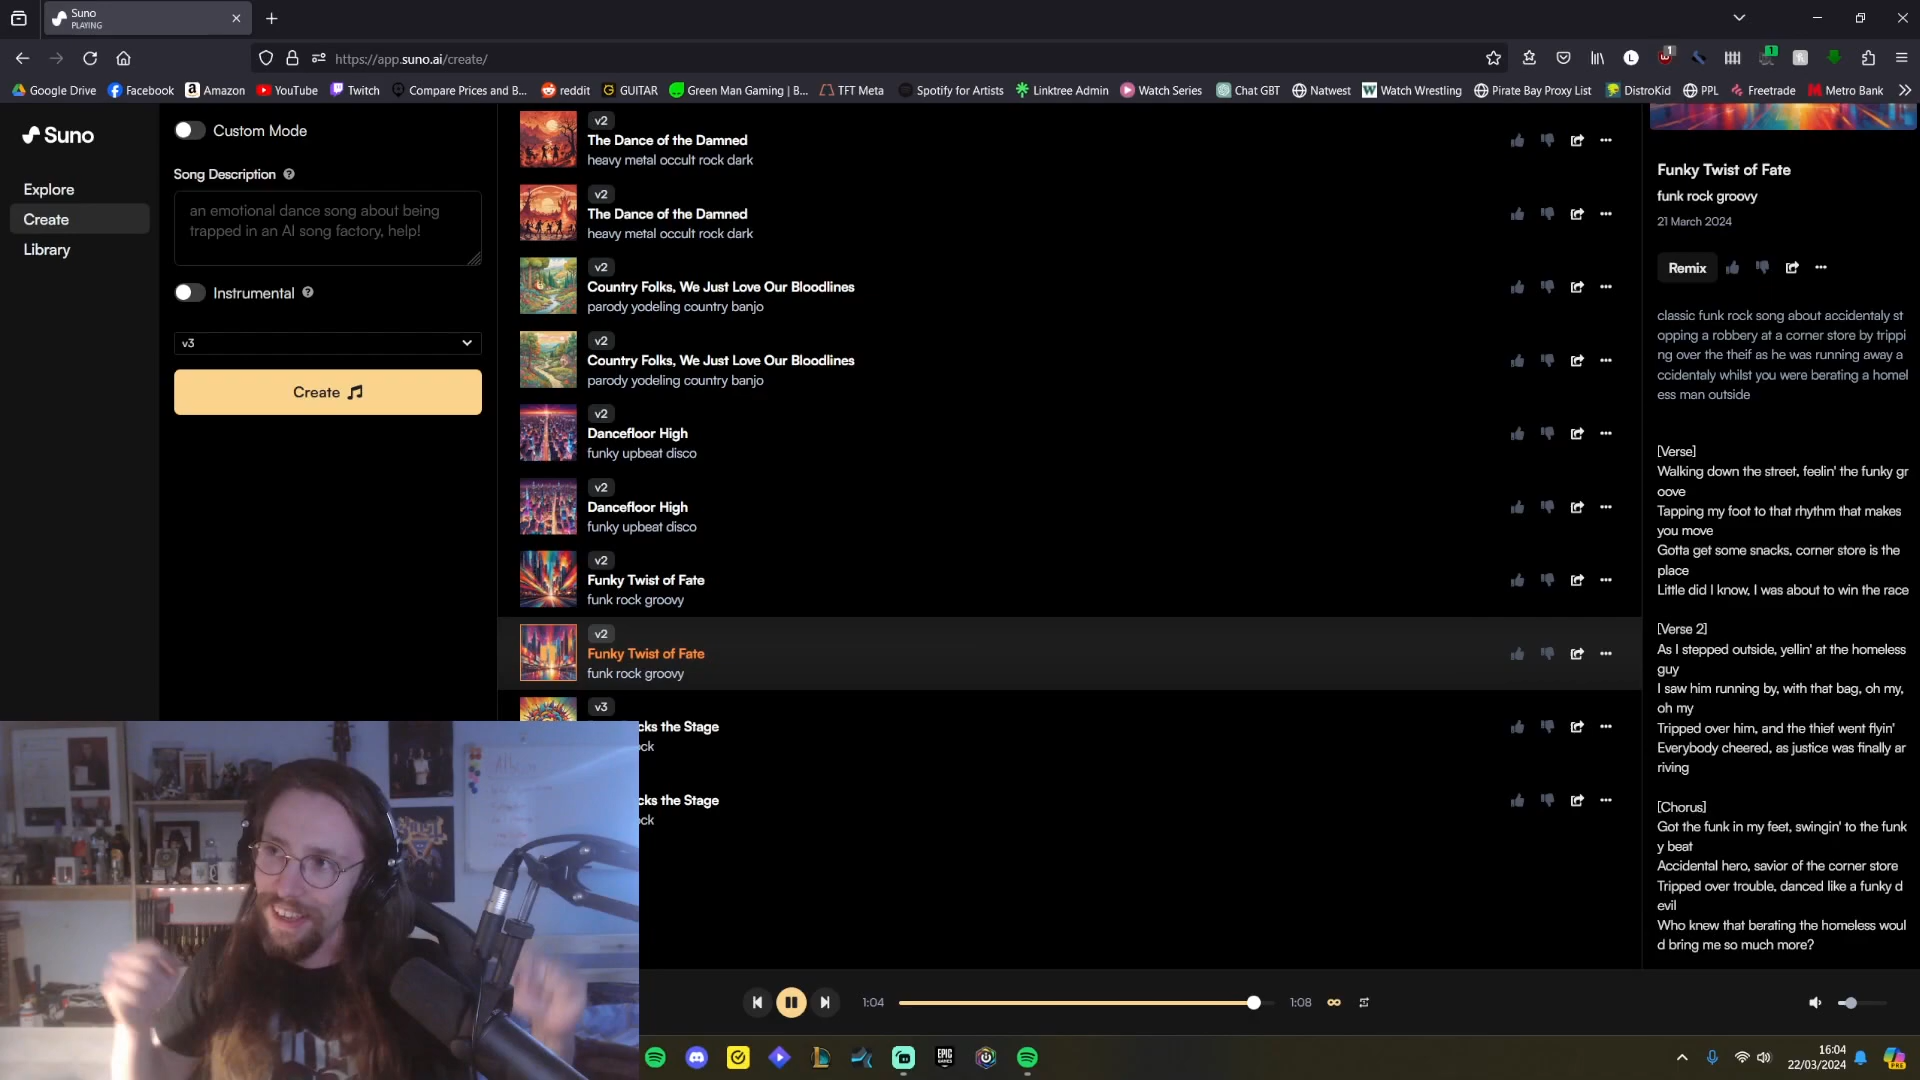 Suno
PLAYING
https://app.suno.ai/create/
1
1
Google Drive
Facebook
Amazon
YouTube
Twitch
Compare Prices and B...
reddit
GUITAR
Green Man Gaming | B...
TFT Meta
Spotify for Artists
Linktree Admin
Watch Series
Chat GBT
Natwest
Watch Wrestling
Pirate Bay Proxy List
DistroKid
PPL
Freetrade
Metro Bank
Suno
Explore
Create
Library
Custom Mode
Song Description
an emotional dance song about being
trapped in an AI song factory, help!
Instrumental
v3
Create
v2
The Dance of the Damned
heavy metal occult rock dark
v2
The Dance of the Damned
heavy metal occult rock dark
v2
Country Folks, We Just Love Our Bloodlines
parody yodeling country banjo
v2
Country Folks, We Just Love Our Bloodlines
parody yodeling country banjo
v2
Dancefloor High
funky upbeat disco
v2
Dancefloor High
funky upbeat disco
v2
Funky Twist of Fate
funk rock groovy
v2
Funky Twist of Fate
funk rock groovy
v3
cks the Stage
ock
cks the Stage
ock
Funky Twist of Fate
funk rock groovy
21 March 2024
Remix
classic funk rock song about accidentaly st
opping a robbery at a corner store by trippi
ng over the theif as he was running away a
ccidentaly whilst you were berating a homel
ess man outside
[Verse]
Walking down the street, feelin' the funky gr
oove
Tapping my foot to that rhythm that makes
you move
Gotta get some snacks, corner store is the
place
Little did I know, I was about to win the race
[Verse 2]
As I stepped outside, yellin' at the homeless
guy
I saw him running by, with that bag, oh my,
oh my
Tripped over him, and the thief went flyin'
Everybody cheered, as justice was finally ar
riving
[Chorus]
Got the funk in my feet, swingin' to the funk
y beat
Accidental hero, savior of the corner store
Tripped over trouble, danced like a funky d
evil
Who knew that berating the homeless woul
d bring me so much more?
1:04
1:08
EPIC
16:04
22/03/2024
PRE